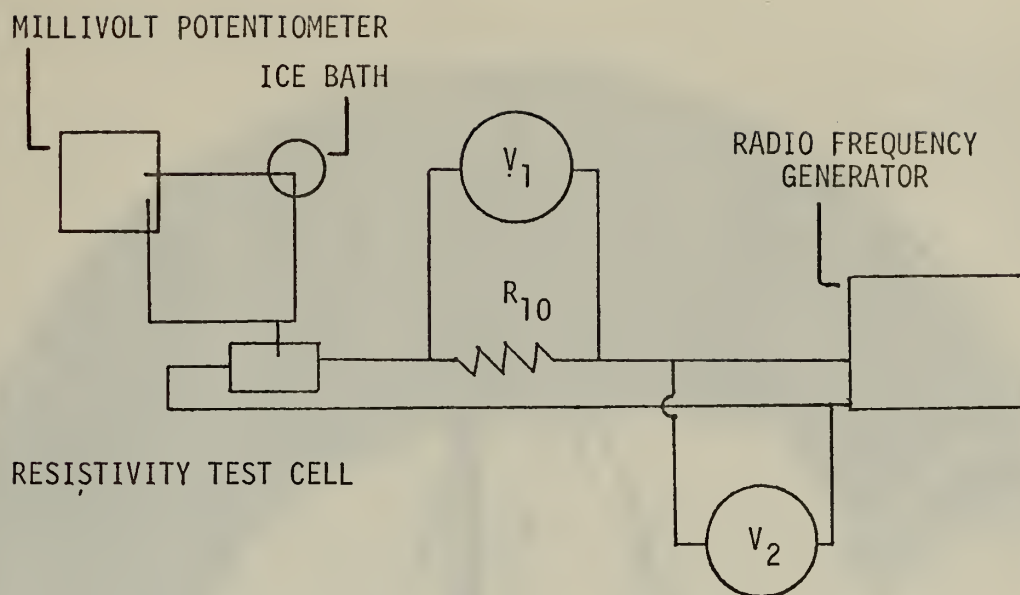 MILLIVOLT POTENTIOMETER
ICE BATH
V1
RADIO FREQUENCY
GENERATOR
R10
RESISTIVITY TEST CELL
V2